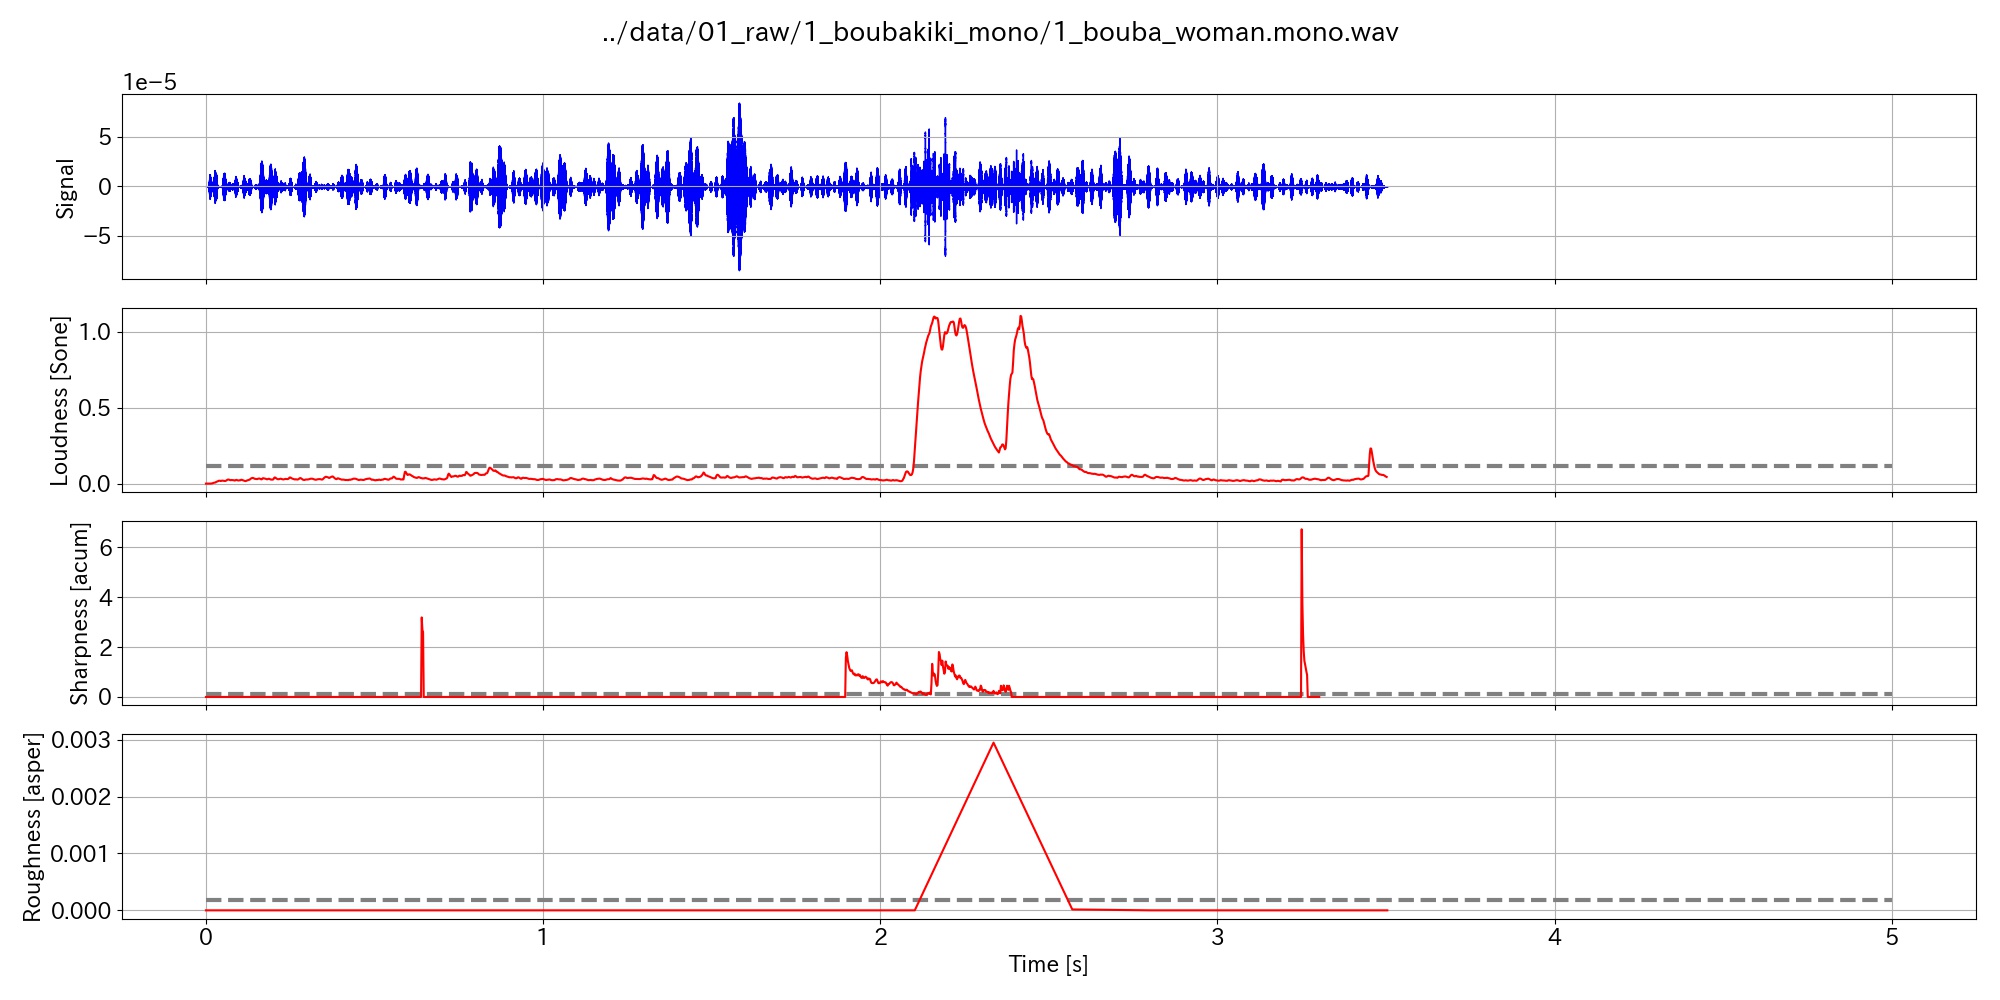 ../data/01_raw/1_boubakiki_mono/1_bouba_woman.mono.wav
1e−5
Signal
5
0
−5
Loudness [Sone]
1.0
0.5
0.0
Sharpness [acum]
6
4
2
0
Roughness [asper]
0.003
0.002
0.001
0.000
0 1 2 3 4 5
Time [s]